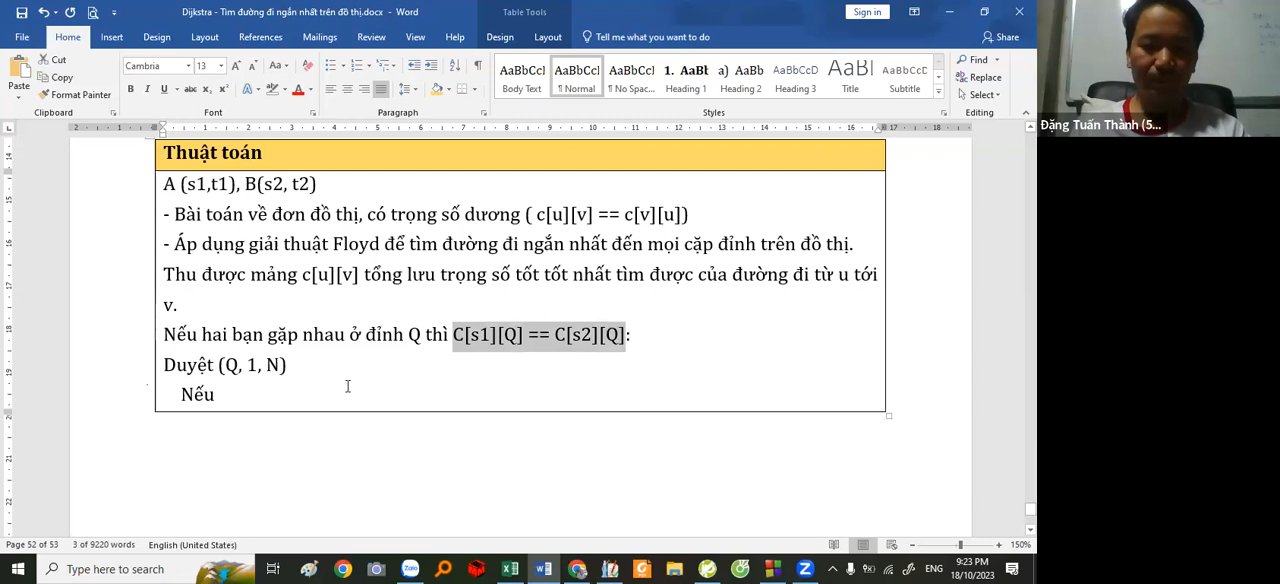 Dijkstra - Tìm đường đi ngắn nhất trên đồ thị.docx - Word
Table Tools
Sign in
File Home Insert Design Layout References Mailings Review View Help Design Layout Tell me what you want to do Share
Paste
Cut
Copy
Format Painter
Clipboard
Cambria 13
Font
Paragraph
AaBbCcI Body Text
AaBbCcI ¶ Normal
AaBbCcI ¶ No Spac...
1. AaBb Heading 1
a) AaBb Heading 2
AaBbCcD Heading 3
AaBl Title
AaBbCcD Subtitle
Styles
Find
Replace
Select
Editing
Đặng Tuấn Thành (5...
Thuật toán
A (s1,t1), B(s2, t2)
- Bài toán về đơn đồ thị, có trọng số dương ( c[u][v] == c[v][u])
- Áp dụng giải thuật Floyd để tìm đường đi ngắn nhất đến mọi cặp đỉnh trên đồ thị.
Thu được mảng c[u][v] tổng lưu trọng số tốt tốt nhất tìm được của đường đi từ u tới
v.
Nếu hai bạn gặp nhau ở đỉnh Q thì C[s1][Q] == C[s2][Q]:
Duyệt (Q, 1, N)
Nếu
Page 52 of 53 3 of 9220 words English (United States) 150%
Type here to search
ENG
9:23 PM
18/10/2023